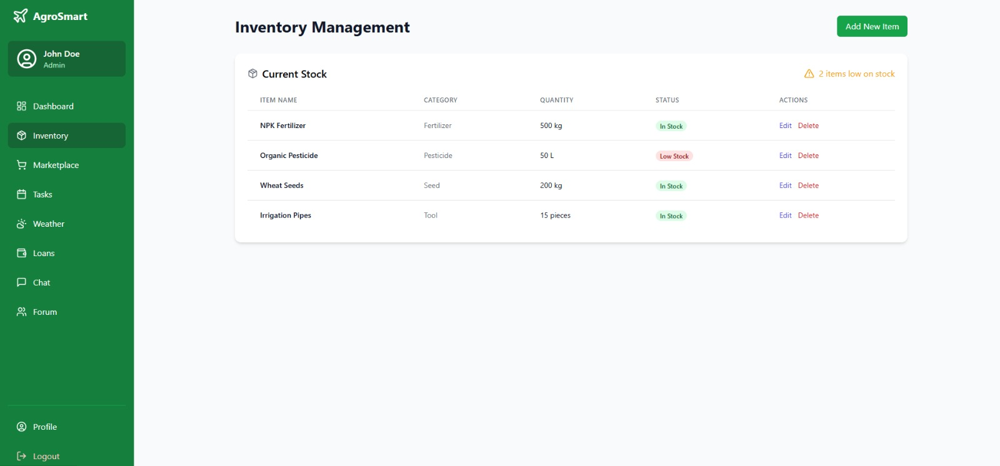 AgroSmart
John Doe
Admin
Dashboard
Inventory
Marketplace
Tasks
Weather
Loans
Chat
Forum
Profile
Logout
Inventory Management
Add New Item
Current Stock
2 items low on stock
ITEM NAME CATEGORY QUANTITY STATUS ACTIONS
NPK Fertilizer Fertilizer 500 kg In Stock Edit Delete
Organic Pesticide Pesticide 50 L Low Stock Edit Delete
Wheat Seeds Seed 200 kg In Stock Edit Delete
Irrigation Pipes Tool 15 pieces In Stock Edit Delete